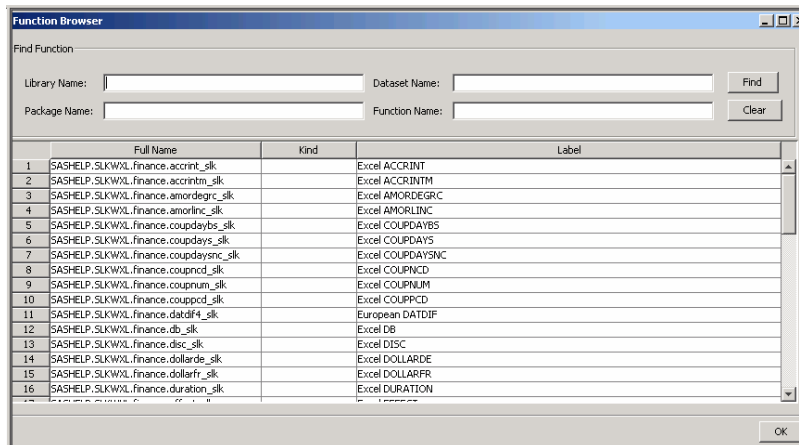 Function Browser
Find Function
Library Name: Dataset Name: Find
Package Name: Function Name: Clear
Full Name Kind Label
1 SASHELP.SLKWXL.finance.accrint_slk Excel ACCRINT
2 SASHELP.SLKWXL.finance.accrintm_slk Excel ACCRINTM
3 SASHELP.SLKWXL.finance.amordegrc_slk Excel AMORDEGRC
4 SASHELP.SLKWXL.finance.amorlinc_slk Excel AMORLINC
5 SASHELP.SLKWXL.finance.coupdaybs_slk Excel COUPDAYBS
6 SASHELP.SLKWXL.finance.coupdays_slk Excel COUPDAYS
7 SASHELP.SLKWXL.finance.coupdaysnc_slk Excel COUPDAYSNC
8 SASHELP.SLKWXL.finance.coupncd_slk Excel COUPNCD
9 SASHELP.SLKWXL.finance.coupnum_slk Excel COUPNUM
10 SASHELP.SLKWXL.finance.couppcd_slk Excel COUPPCD
11 SASHELP.SLKWXL.finance.datdif4_slk European DATDIF
12 SASHELP.SLKWXL.finance.db_slk Excel DB
13 SASHELP.SLKWXL.finance.disc_slk Excel DISC
14 SASHELP.SLKWXL.finance.dollarde_slk Excel DOLLARDE
15 SASHELP.SLKWXL.finance.dollarfr_slk Excel DOLLARFR
16 SASHELP.SLKWXL.finance.duration_slk Excel DURATION
OK